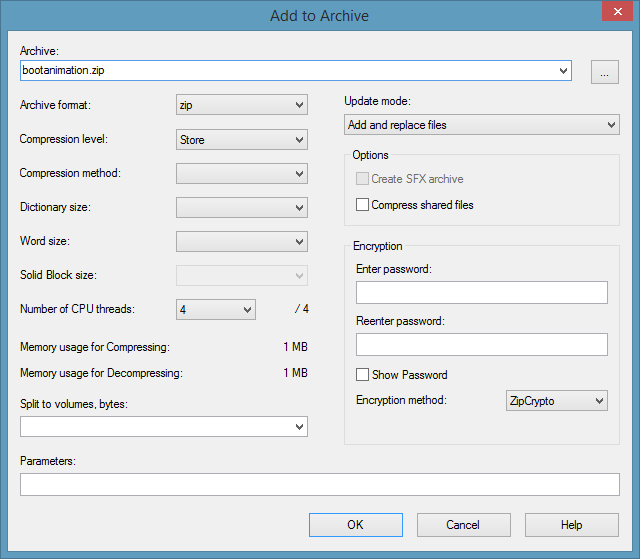 Add to Archive
Archive:
bootanimation.zip
...
Archive format:
zip
Compression level:
Store
Compression method:
Dictionary size:
Word size:
Solid Block size:
Number of CPU threads:
4
/ 4
Memory usage for Compressing:
1 MB
Memory usage for Decompressing:
1 MB
Split to volumes, bytes:
Update mode:
Add and replace files
Options
Create SFX archive
Compress shared files
Encryption
Enter password:
Reenter password:
Show Password
Encryption method:
ZipCrypto
Parameters:
OK
Cancel
Help